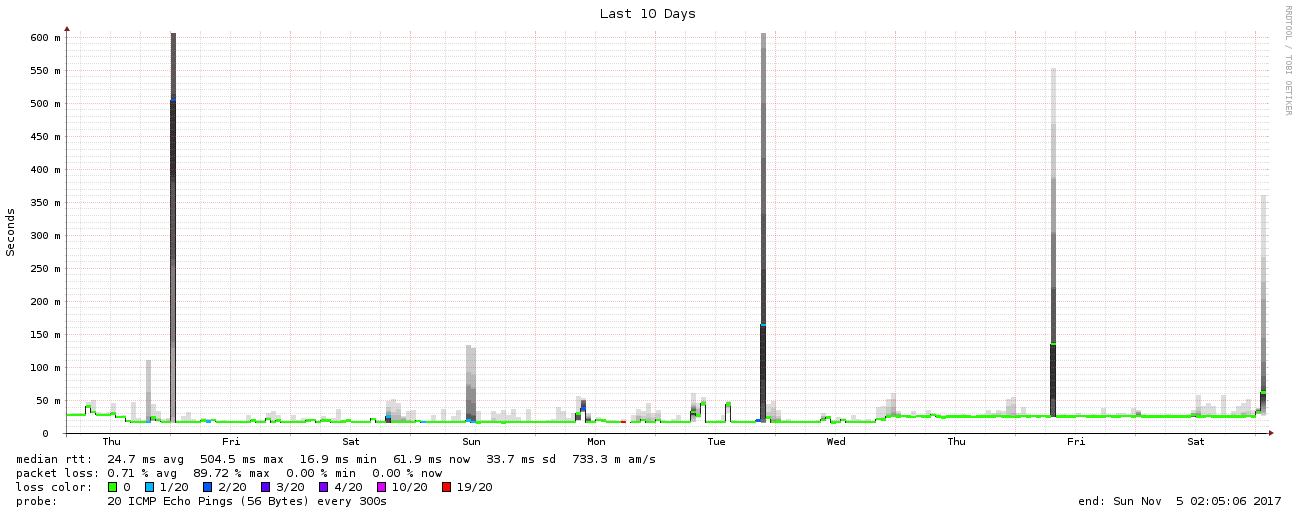 Last 10 Days
RRDTOOL / TOBI OETIKER
Seconds
600 m
550 m
500 m
450 m
400 m
350 m
300 m
250 m
200 m
150 m
100 m
50 m
0
Thu Fri Sat Sun Mon Tue Wed Thu Fri Sat
median rtt: 24.7 ms avg 504.5 ms max 16.9 ms min 61.9 ms now 33.7 ms sd 733.3 m am/s
packet loss: 0.71 % avg 89.72 % max 0.00 % min 0.00 % now
loss color: 0 1/20 2/20 3/20 4/20 10/20 19/20
probe: 20 ICMP Echo Pings (56 Bytes) every 300s end: Sun Nov 5 02:05:06 2017